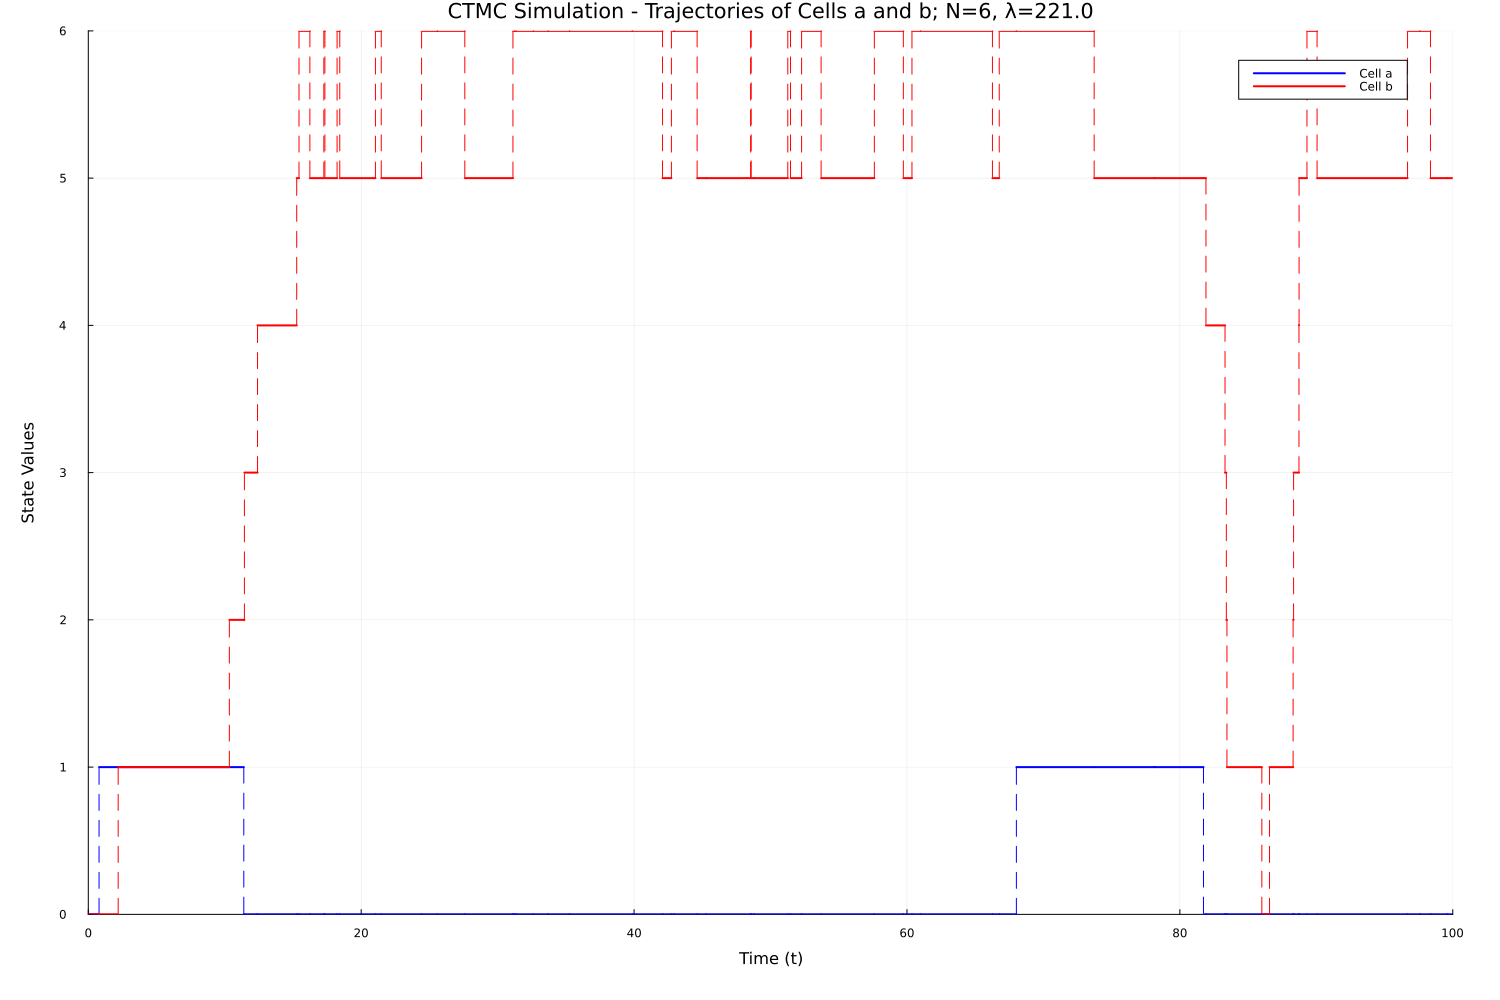 CTMC Simulation - Trajectories of Cells a and b; N=6, λ=221.0
6
Cell a
Cell b
5
4
State Values
3
2
1
0
0 20 40 60 80 100
Time (t)